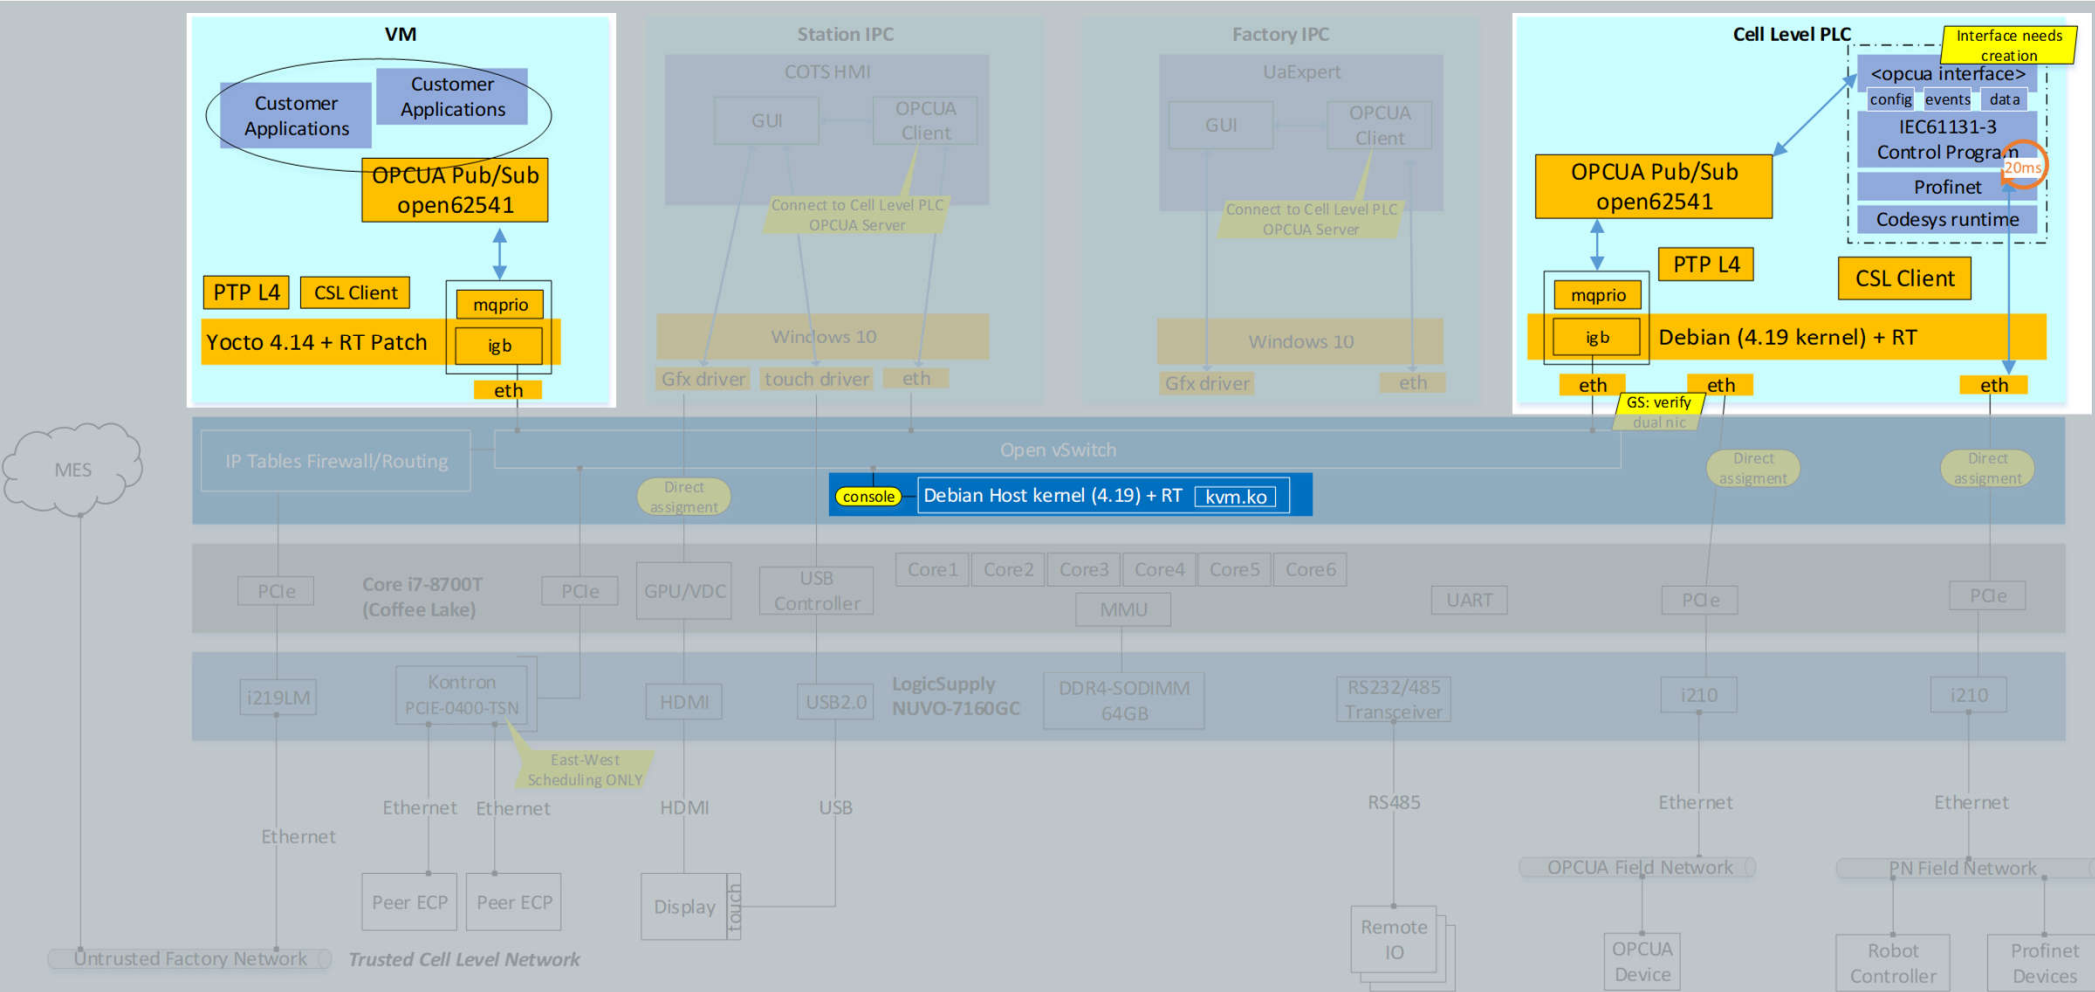 VM
Customer
Applications
Customer
Applications
OPCUA Pub/Sub
open62541
PTP L4
CSL Client
mqprio
Yocto 4.14 + RT Patch
igb
eth
Station IPC
COTS HMI
GUI
OPCUA
Client
Connect to Cell Level PLC
OPCUA Server
Windows 10
Gfx driver
touch driver
eth
Factory IPC
UaExpert
GUI
OPCUA
Client
Connect to Cell Level PLC
OPCUA Server
Windows 10
Gfx driver
eth
Cell Level PLC
Interface needs
creation
<opcua interface>
config
events
data
IEC61131-3
Control Program
20ms
Profinet
Codesys runtime
OPCUA Pub/Sub
open62541
PTP L4
CSL Client
mqprio
igb
Debian (4.19 kernel) + RT
eth
eth
eth
GS: verify
dual nic
MES
IP Tables Firewall/Routing
Open vSwitch
Direct
assigment
console
Debian Host kernel (4.19) + RT
kvm.ko
Direct
assigment
Direct
assigment
PCIe
Core i7-8700T
(Coffee Lake)
PCIe
GPU/VDC
USB
Controller
Core1
Core2
Core3
Core4
Core5
Core6
MMU
UART
PCIe
PCIe
i219LM
Kontron
PCIE-0400-TSN
HDMI
USB2.0
LogicSupply
NUVO-7160GC
DDR4-SODIMM
64GB
RS232/485
Transceiver
i210
i210
East-West
Scheduling ONLY
Ethernet
Ethernet
Ethernet
HDMI
USB
RS485
Ethernet
Ethernet
Peer ECP
Peer ECP
Display
touch
Remote
IO
OPCUA Field Network
PN Field Network
OPCUA
Device
Robot
Controller
Profinet
Devices
Untrusted Factory Network
Trusted Cell Level Network